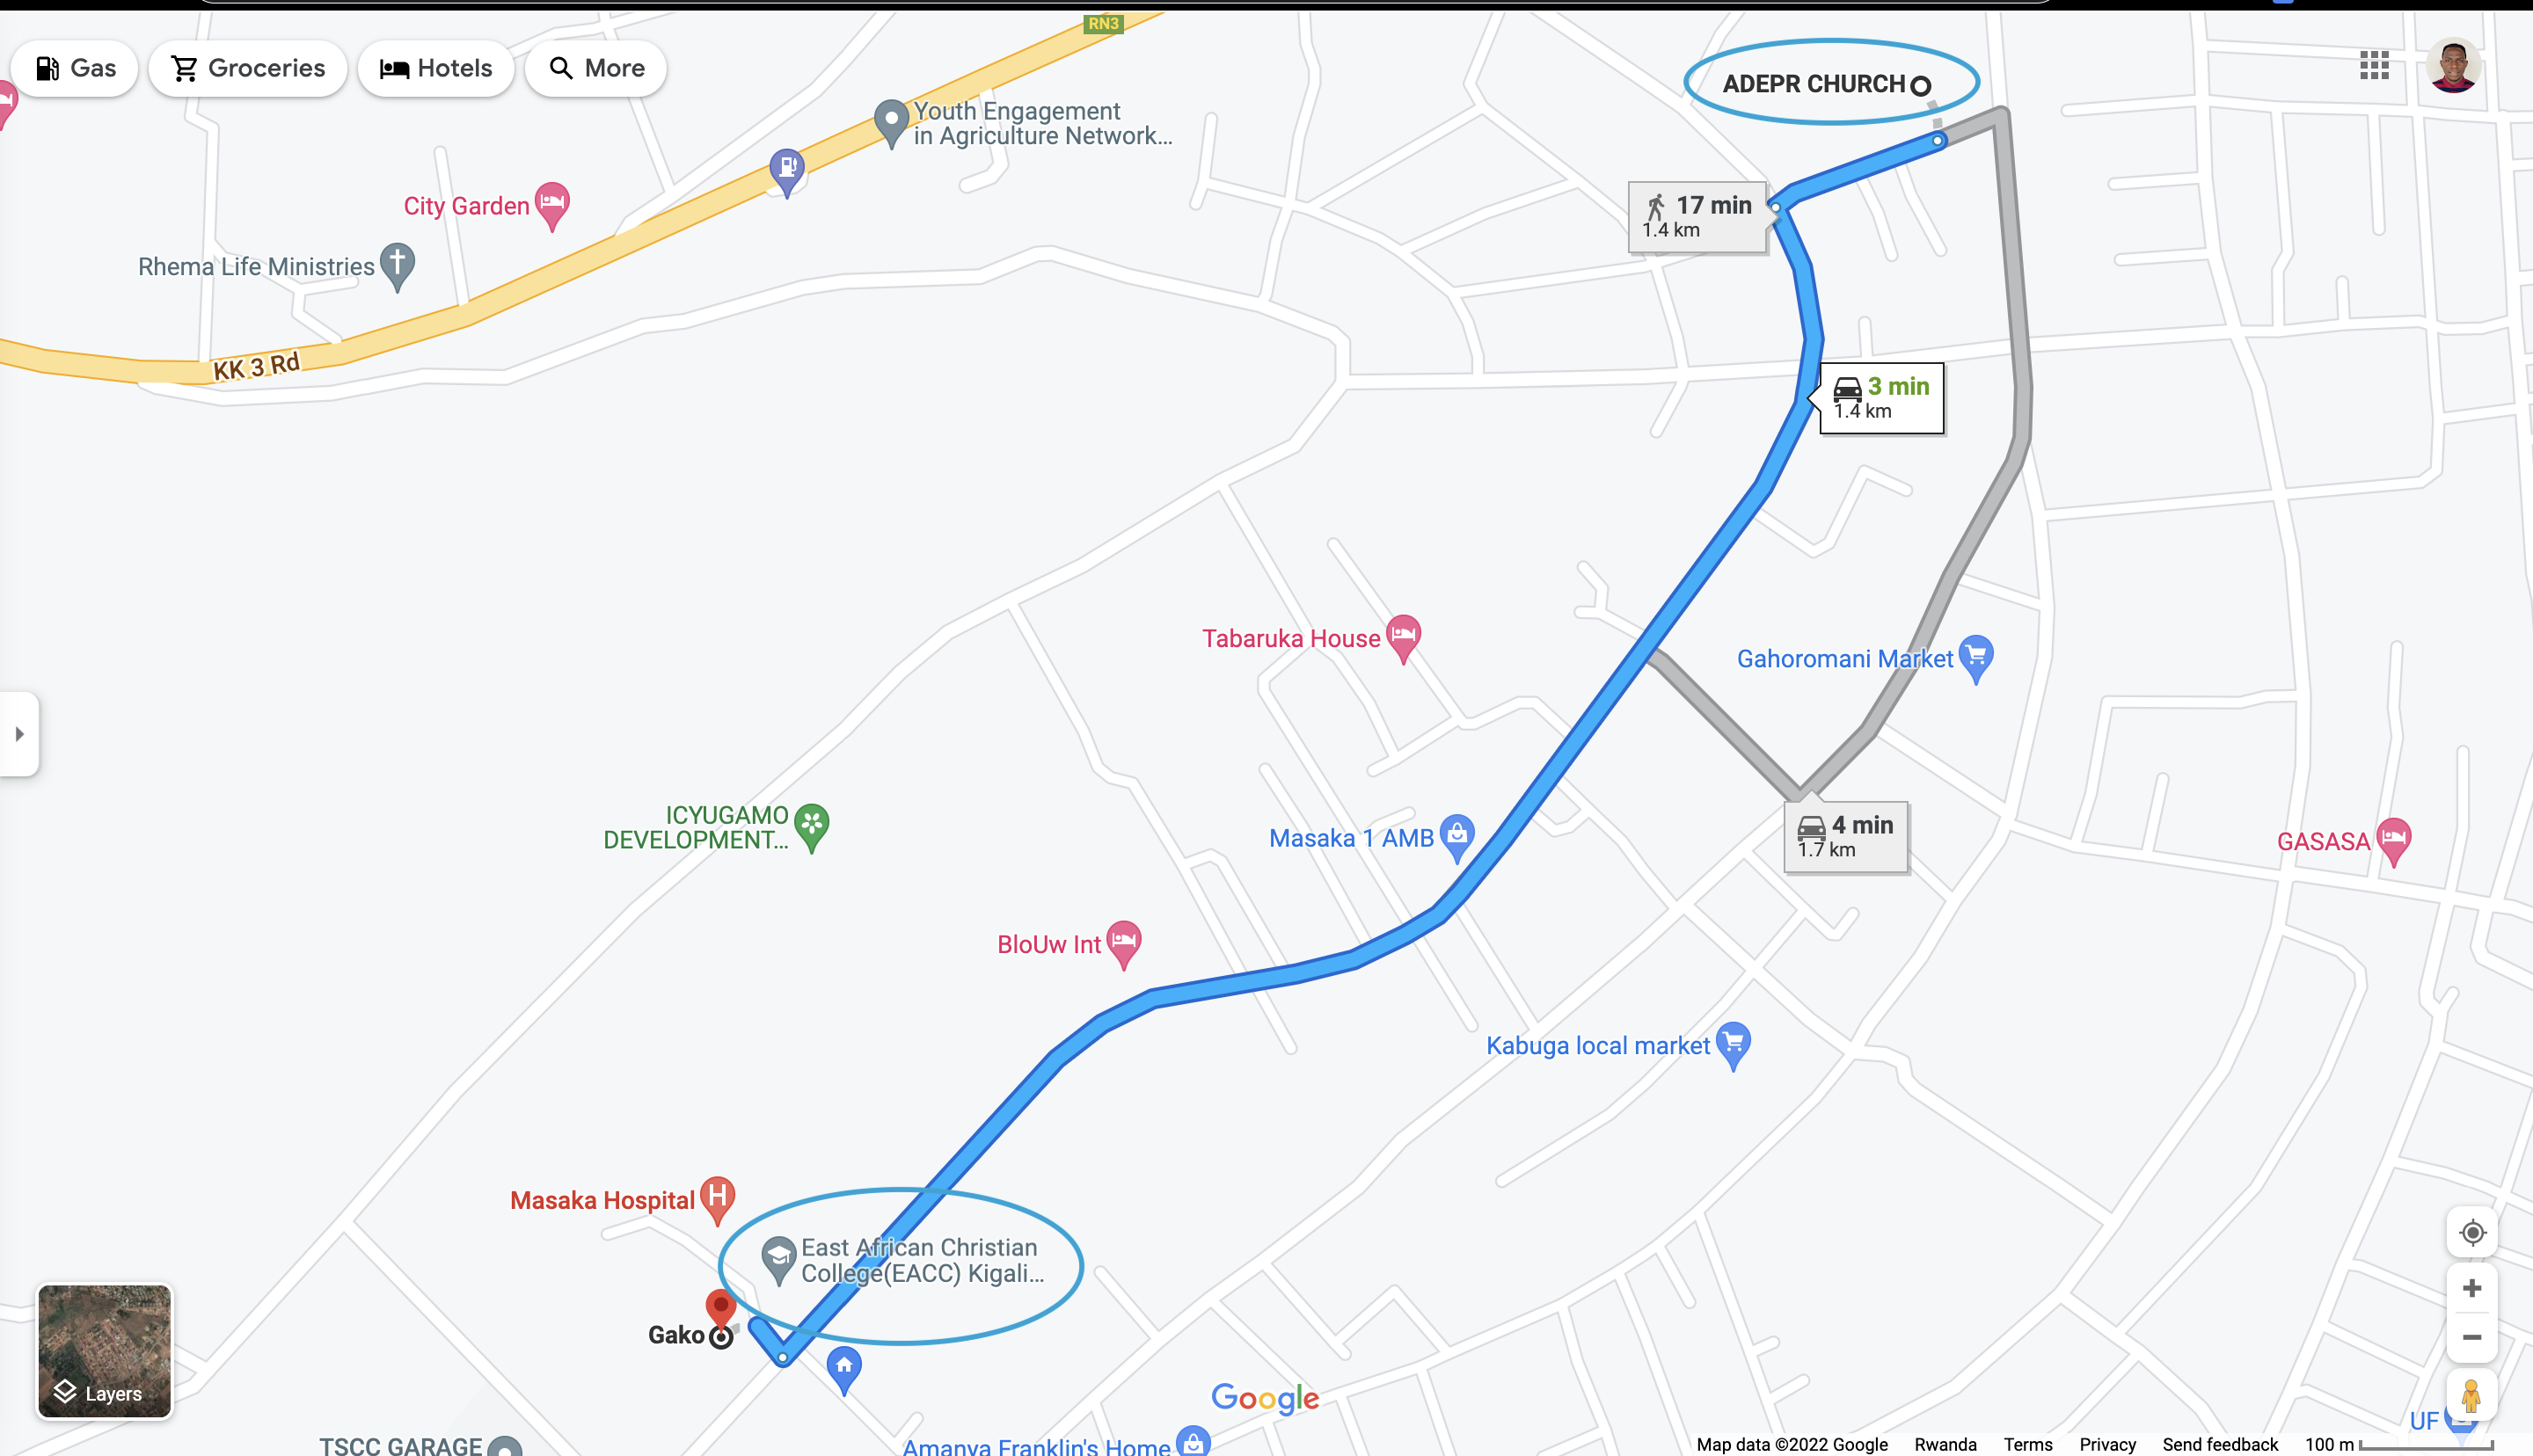 RN3
Gas
Groceries
Hotels
More
ADEPR CHURCH
Youth Engagement
in Agriculture Network...
17 min
1.4 km
City Garden
Rhema Life Ministries
KK 3 Rd
3 min
1.4 km
Tabaruka House
Gahoromani Market
ICYUGAMO
DEVELOPMENT...
Masaka 1 AMB
4 min
1.7 km
GASASA
BloUw Int
Kabuga local market
Masaka Hospital
H
East African Christian
College(EACC) Kigali...
Gako
Layers
Google
UF
TSCC GARAGE
Amanya Franklin's Home
Map data ©2022 Google Rwanda Terms Privacy Send feedback 100 m